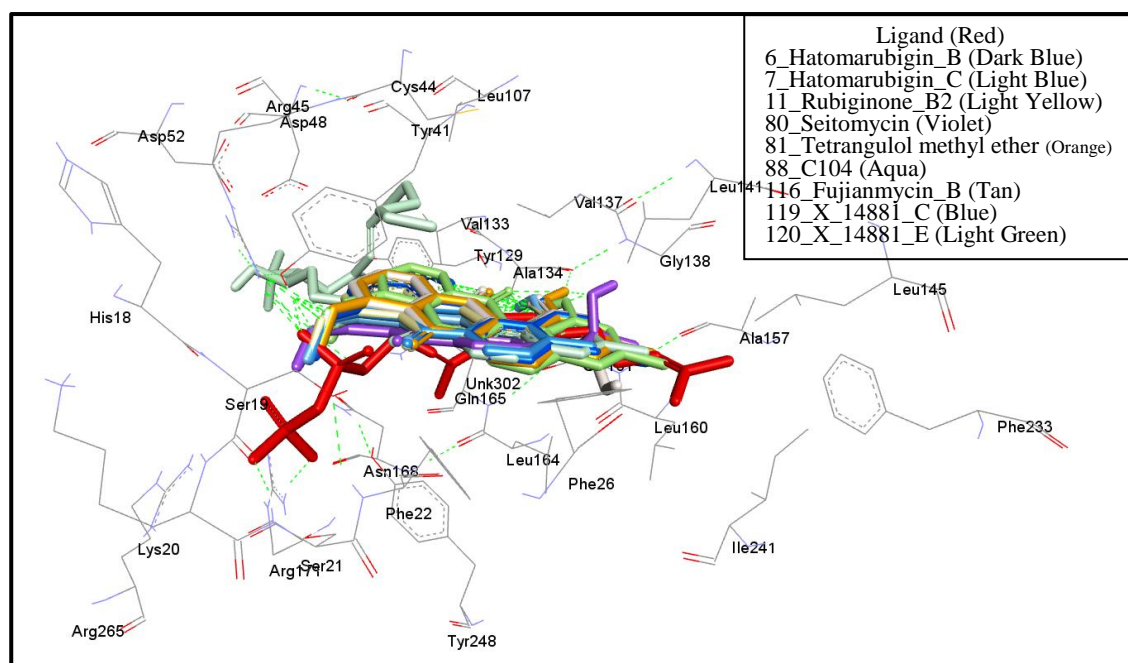 Ligand (Red)
6_Hatomarubigin_B (Dark Blue)
7_Hatomarubigin_C (Light Blue)
11_Rubiginone_B2 (Light Yellow)
80_Seitomycin (Violet)
81_Tetrangulol methyl ether (Orange)
88_C104 (Aqua)
116_Fujianmycin_B (Tan)
119_X_14881_C (Blue)
120_X_14881_E (Light Green)
Cys44
Leu107
Arg45
Asp48
Asp52
Tyr41
Leu141
Val137
Val133
Tyr129
Gly138
Ala134
Leu145
His18
Ala157
Unk302
Gln165
Ser19
Leu160
Phe233
Leu164
Asn168
Phe26
Phe22
Lys20
Ser21
Arg171
Ile241
Arg265
Tyr248